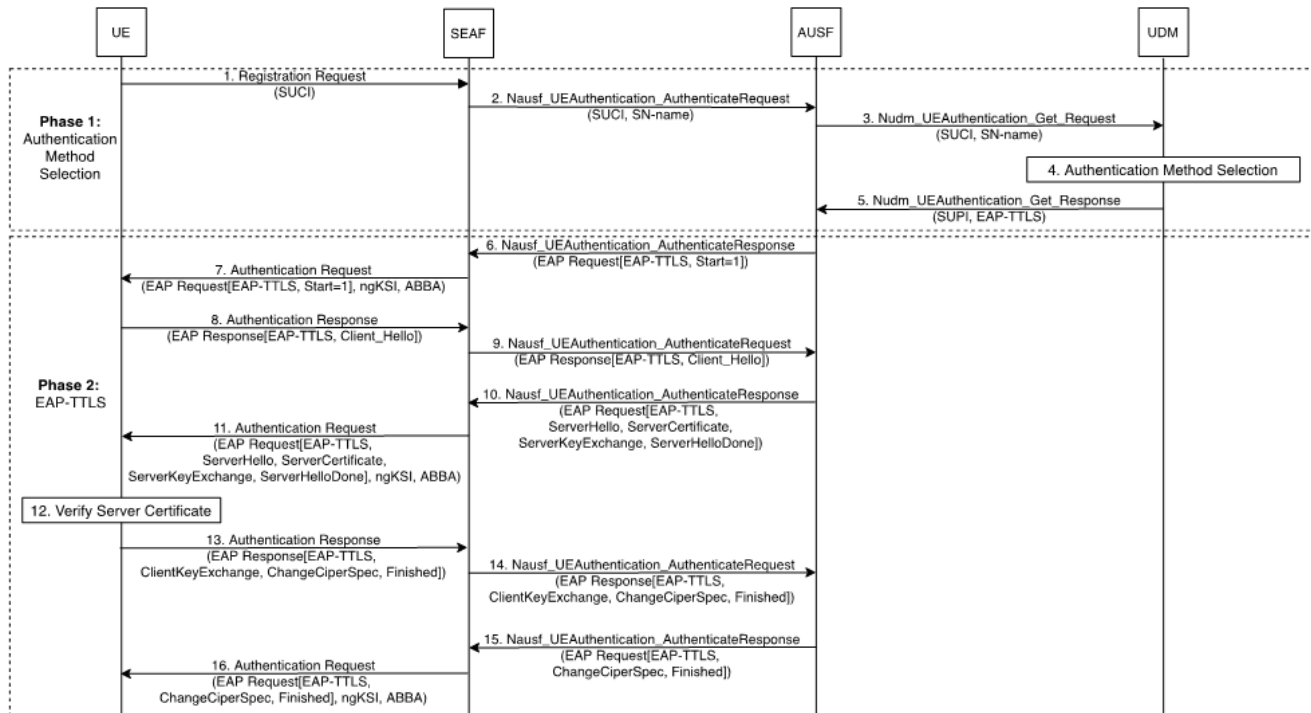 UE
SEAF
AUSF
UDM
1. Registration Request
(SUCI)
2. Nausf_UEAuthentication_AuthenticateRequest
(SUCI, SN-name)
3. Nudm_UEAuthentication_Get_Request
(SUCI, SN-name)
Phase 1:
Authentication
Method
Selection
4. Authentication Method Selection
5. Nudm_UEAuthentication_Get_Response
(SUPI, EAP-TTLS)
6. Nausf_UEAuthentication_AuthenticateResponse
(EAP Request[EAP-TTLS, Start=1])
7. Authentication Request
(EAP Request[EAP-TTLS, Start=1], ngKSI, ABBA)
8. Authentication Response
(EAP Response[EAP-TTLS, Client_Hello])
9. Nausf_UEAuthentication_AuthenticateRequest
(EAP Response[EAP-TTLS, Client_Hello])
Phase 2:
EAP-TTLS
10. Nausf_UEAuthentication_AuthenticateResponse
(EAP Request[EAP-TTLS,
ServerHello, ServerCertificate,
ServerKeyExchange, ServerHelloDone])
11. Authentication Request
(EAP Request[EAP-TTLS,
ServerHello, ServerCertificate,
ServerKeyExchange, ServerHelloDone], ngKSI, ABBA)
12. Verify Server Certificate
13. Authentication Response
(EAP Response[EAP-TTLS,
ClientKeyExchange, ChangeCiperSpec, Finished])
14. Nausf_UEAuthentication_AuthenticateRequest
(EAP Response[EAP-TTLS,
ClientKeyExchange, ChangeCiperSpec, Finished])
15. Nausf_UEAuthentication_AuthenticateResponse
(EAP Request[EAP-TTLS,
ChangeCiperSpec, Finished])
16. Authentication Request
(EAP Request[EAP-TTLS,
ChangeCiperSpec, Finished], ngKSI, ABBA)